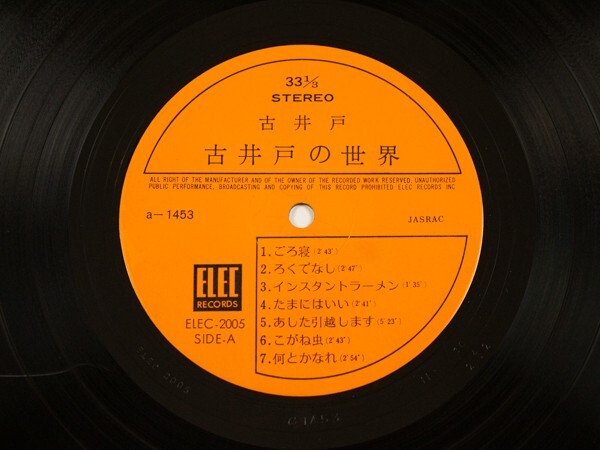 33 1/3
STEREO
古井戸
古井戸の世界
ALL RIGHT OF THE MANUFACTURER AND OF THE OWNER OF THE RECORDED WORK RESERVED. UNAUTHORIZED
PUBLIC PERFORMANCE. BROADCASTING AND COPYING OF THIS RECORD PROHIBITED ELEC RECORDS INC
a-1453
JASRAC
1.ごろ寝(2'43")
2.ろくでなし(2'47")
3.インスタントラーメン(1'35")
4.たまにはいい(2'41")
5.あした引越します(5'23")
6.こがね虫(2'43")
7.何とかなれ(2'54")
ELEC
RECORDS
ELEC-2005
SIDE-A